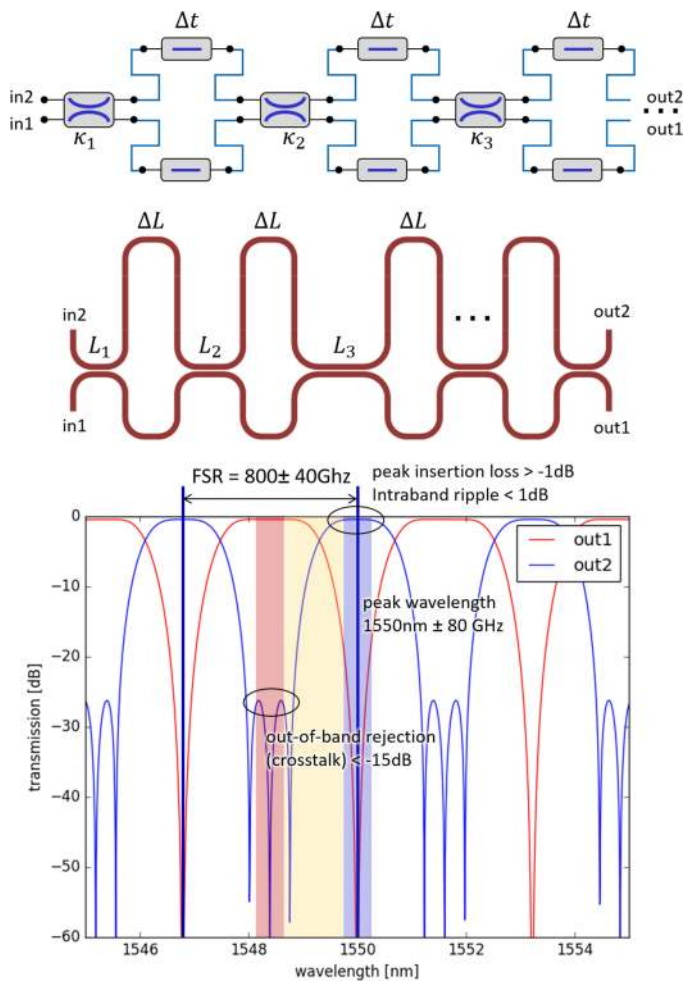 Δt Δt Δt
in2
in1
κ1 κ2 κ3
out2
out1
ΔL ΔL ΔL
in2
L1 L2 L3
in1
out2
out1
FSR = 800± 40Ghz
peak insertion loss > -1dB
Intraband ripple < 1dB
out1
out2
peak wavelength
1550nm ± 80 GHz
out-of-band rejection
(crosstalk) < -15dB
transmission [dB]
0
−10
−20
−30
−40
−50
−60
1546 1548 1550 1552 1554
wavelength [nm]